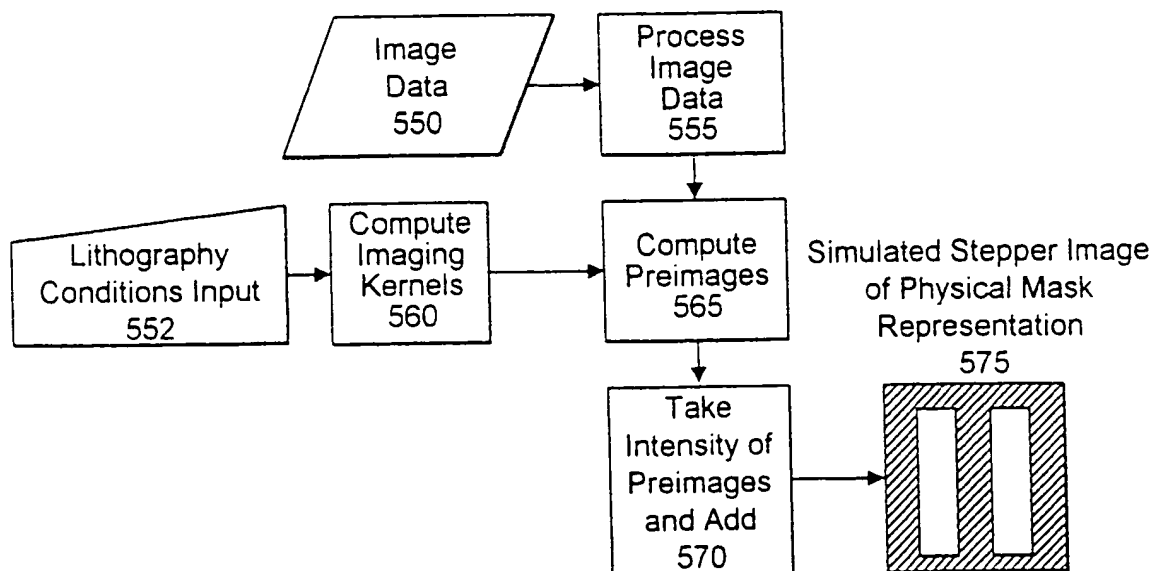 Image
Data
550
Process
Image
Data
555
Lithography
Conditions Input
552
Compute
Imaging
Kernels
560
Compute
Preimages
565
Simulated Stepper Image
of Physical Mask
Representation
575
Take
Intensity of
Preimages
and Add
570